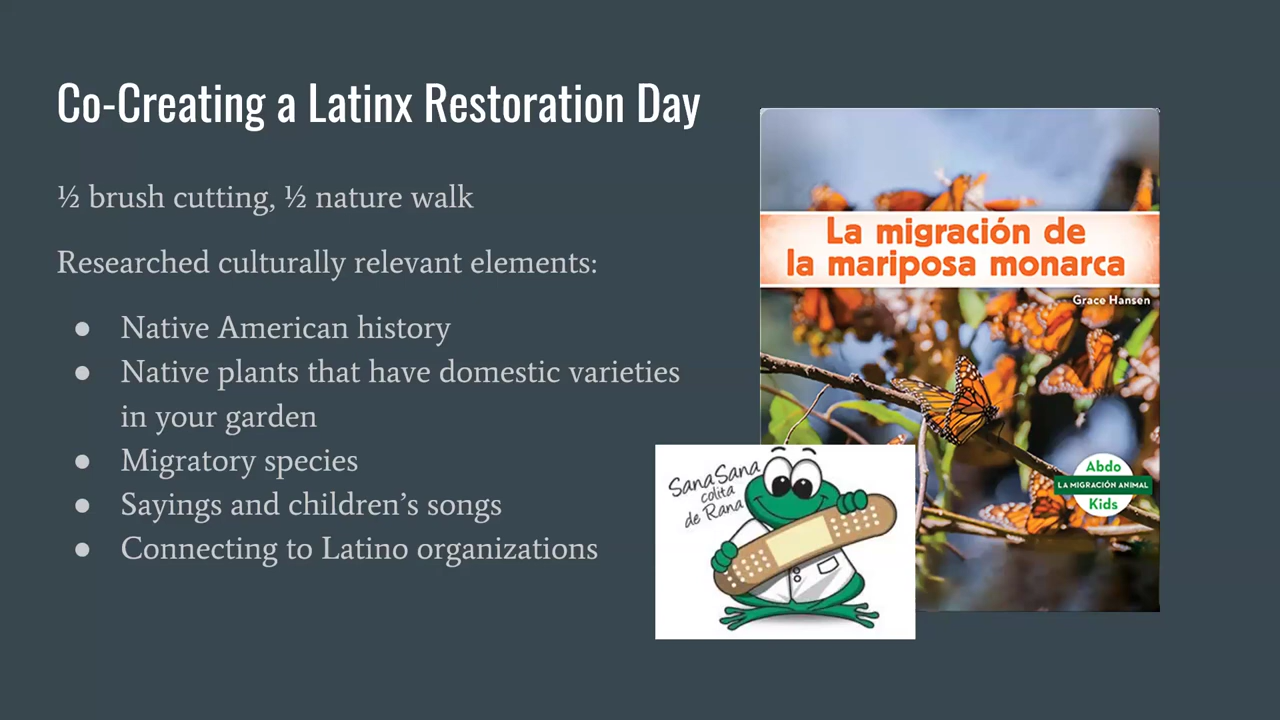 Co-Creating a Latinx Restoration Day
½ brush cutting, ½ nature walk
Researched culturally relevant elements:
● Native American history
● Native plants that have domestic varieties
in your garden
● Migratory species
● Sayings and children’s songs
● Connecting to Latino organizations
La migración de
la mariposa monarca
Grace Hansen
Abdo
LA MIGRACIÓN ANIMAL
Kids
Sana Sana
colita
de Rana